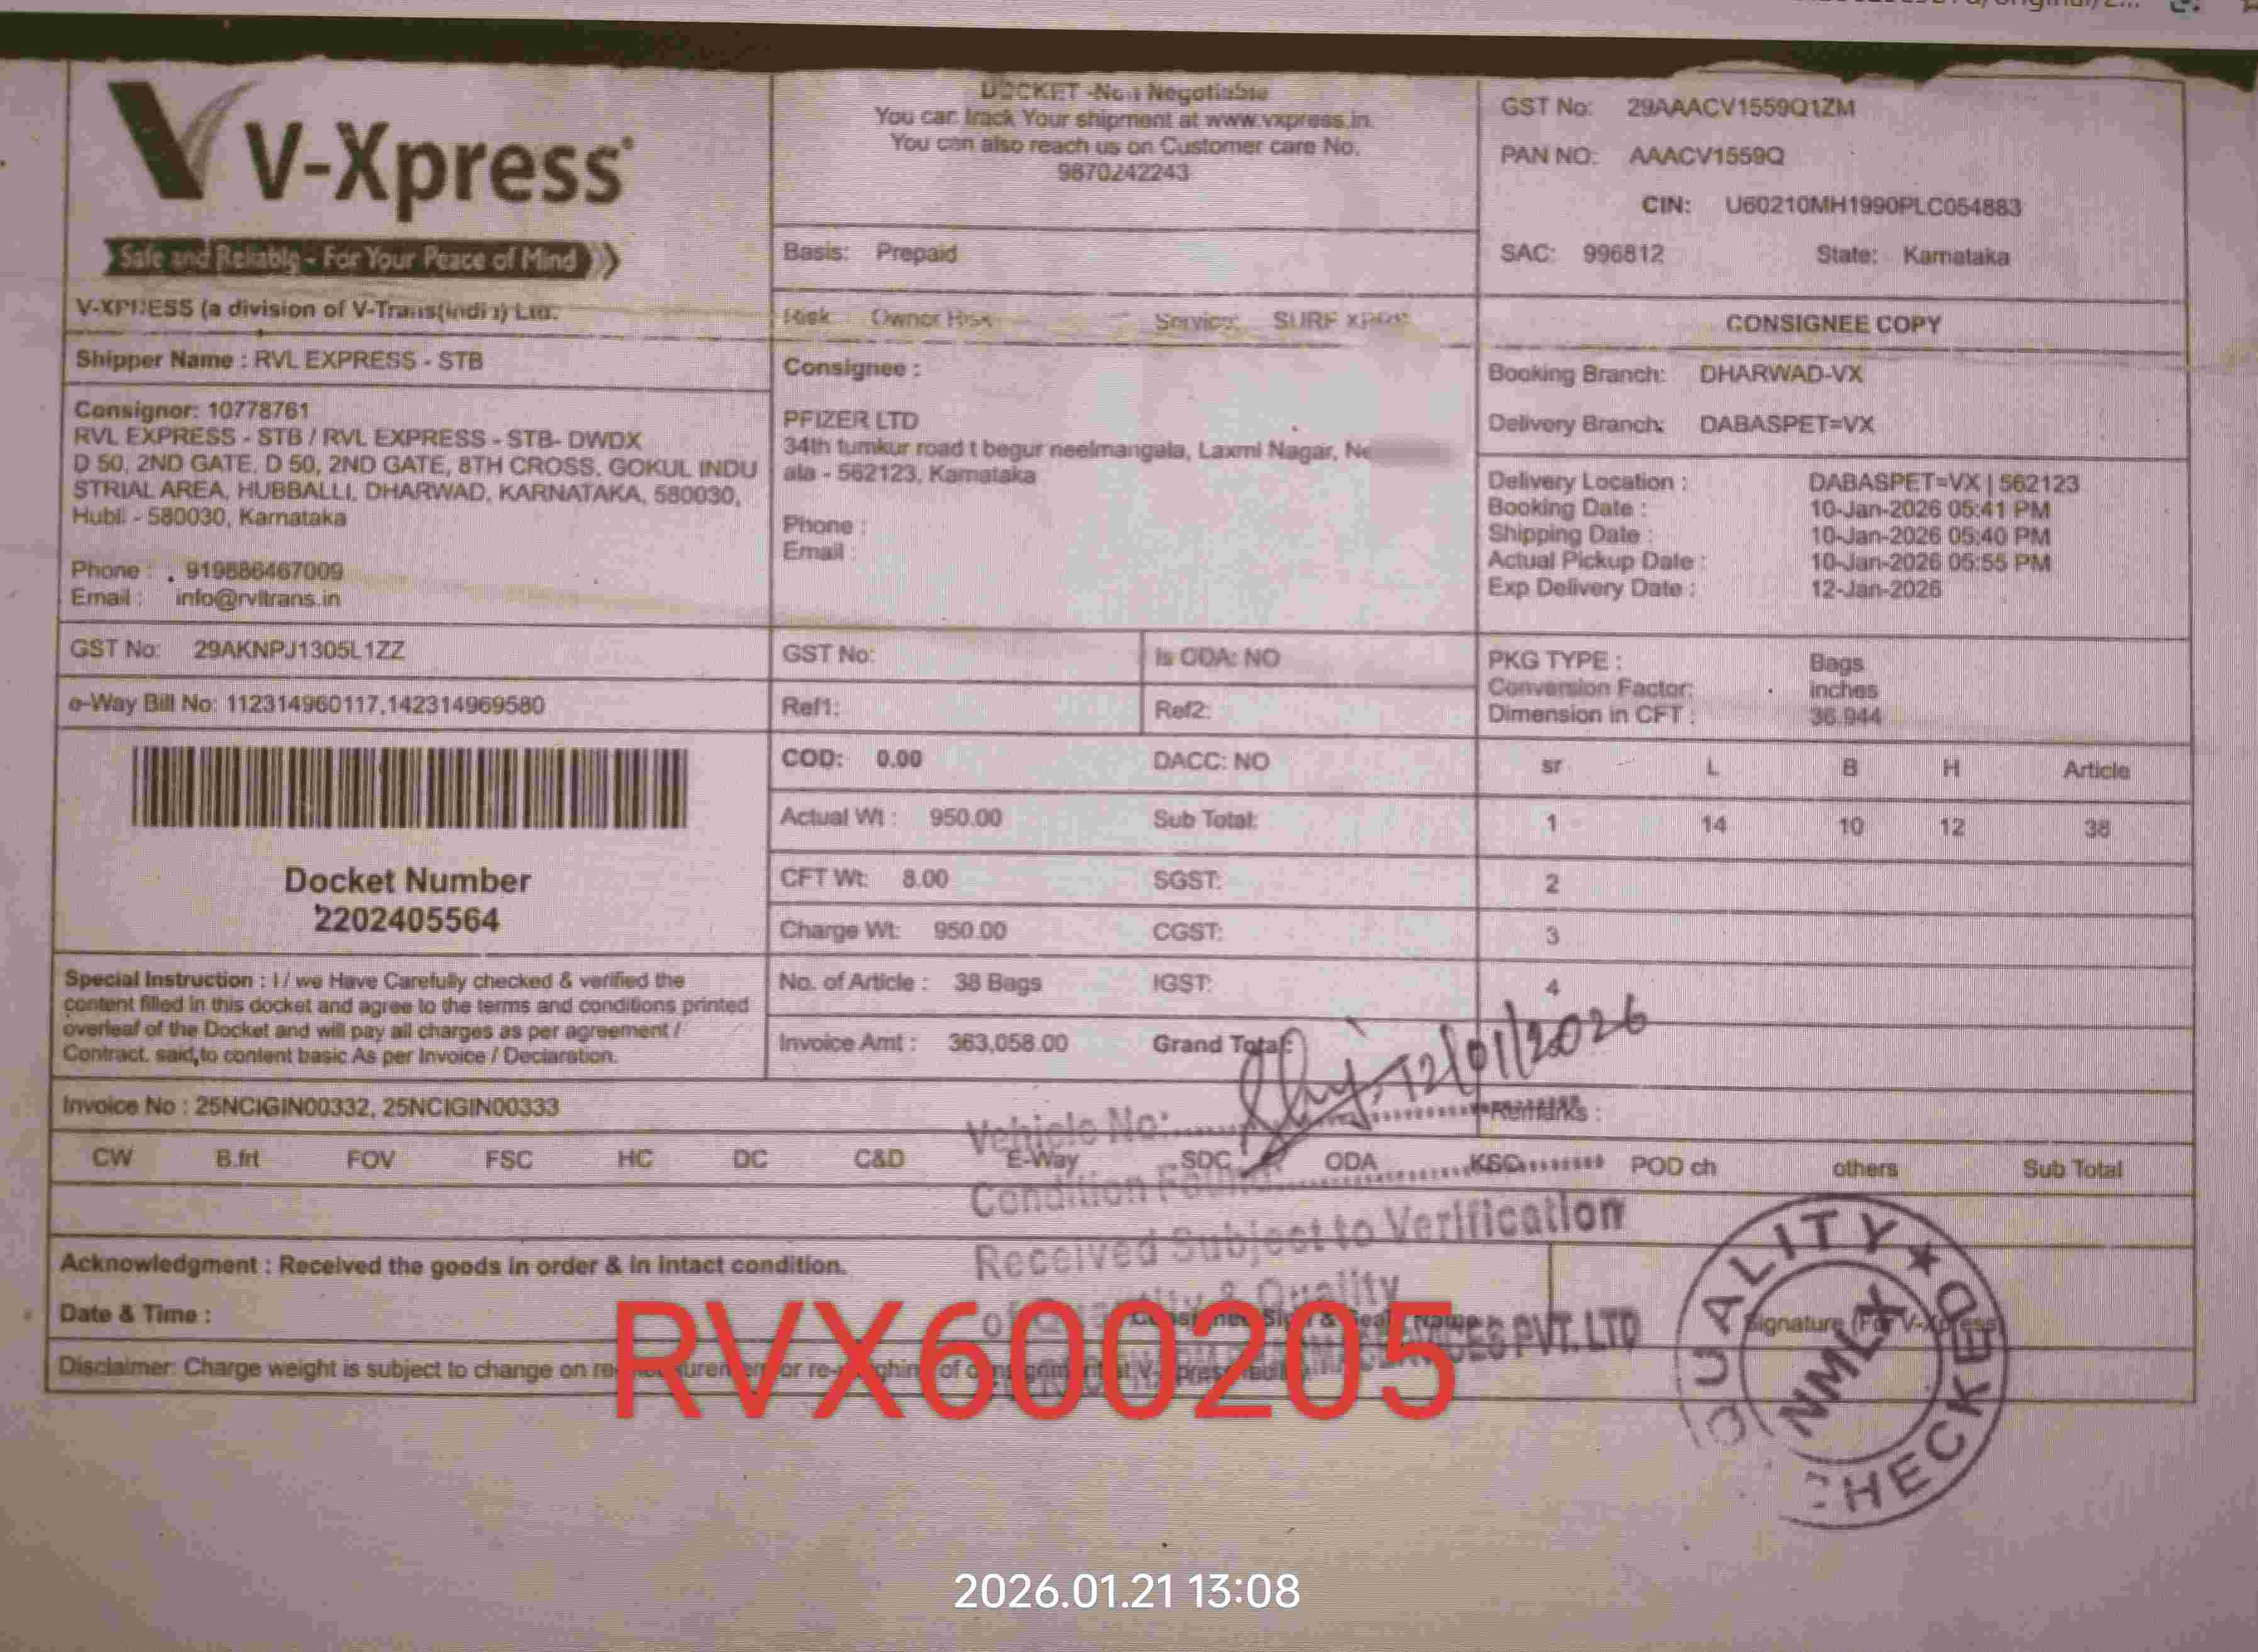 V-Xpress
Safe and Reliable - For Your Peace of Mind
V-XPRESS (a division of V-Trans(India) Ltd.
DOCKET -Non Negotiable
You can track Your shipment at www.vxpress.in.
You can also reach us on Customer care No.
9870242243
Basis: Prepaid
Risk Owner Risk Service:
GST No: 29AAACV1559Q1ZM
PAN NO: AAACV1559Q
CIN: U60210MH1990PLC054883
SAC: 996812 State: Karnataka
CONSIGNEE COPY
Shipper Name : RVL EXPRESS - STB
Consignor: 10778761
RVL EXPRESS - STB / RVL EXPRESS - STB- DWDX
D 50, 2ND GATE, D 50, 2ND GATE, 8TH CROSS, GOKUL INDU
STRIAL AREA, HUBBALLI, DHARWAD, KARNATAKA, 580030,
Hubli - 580030, Karnataka
Phone : 919886467009
Email : info@rvltrans.in
Consignee :
PFIZER LTD
34th tumkur road t begur neelmangala, Laxmi Nagar, Ne
ala - 562123, Karnataka
Phone :
Email :
Booking Branch: DHARWAD-VX
Delivery Branch: DABASPET=VX
Delivery Location : DABASPET=VX | 562123
Booking Date : 10-Jan-2026 05:41 PM
Shipping Date : 10-Jan-2026 05:40 PM
Actual Pickup Date : 10-Jan-2026 05:55 PM
Exp Delivery Date : 12-Jan-2026
GST No: 29AKNPJ1305L1ZZ
GST No: Is ODA: NO
e-Way Bill No: 112314960117,142314969580
Ref1: Ref2:
PKG TYPE : Bags
Conversion Factor: inches
Dimension in CFT : 36.944
Docket Number
2202405564
COD: 0.00 DACC: NO
Actual Wt : 950.00 Sub Total:
CFT Wt: 8.00 SGST:
Charge Wt: 950.00 CGST:
No. of Article : 38 Bags IGST:
Invoice Amt : 363,058.00 Grand Total:
sr L B H Article
1 14 10 12 38
2
3
4
Special Instruction : I / we Have Carefully checked & verified the
content filled in this docket and agree to the terms and conditions printed
overleaf of the Docket and will pay all charges as per agreement /
Contract. said,to content basic As per Invoice / Declaration.
12/01/2026
Invoice No : 25NCIGIN00332, 25NCIGIN00333
Remarks :
Vehicle No:
CW B.frt FOV FSC HC DC C&D E-Way SDC ODA KSC POD ch others Sub Total
Condition Found
Received Subject to Verification
of Quantity & Quality
PVT. LTD
Acknowledgment : Received the goods in order & in intact condition.
Date & Time :
Consignee Sign & Seal
Signature (For V-Xpress)
Disclaimer: Charge weight is subject to change on
QUALITY ★ CHECKED
NMLX
RVX600205
2026.01.21 13:08